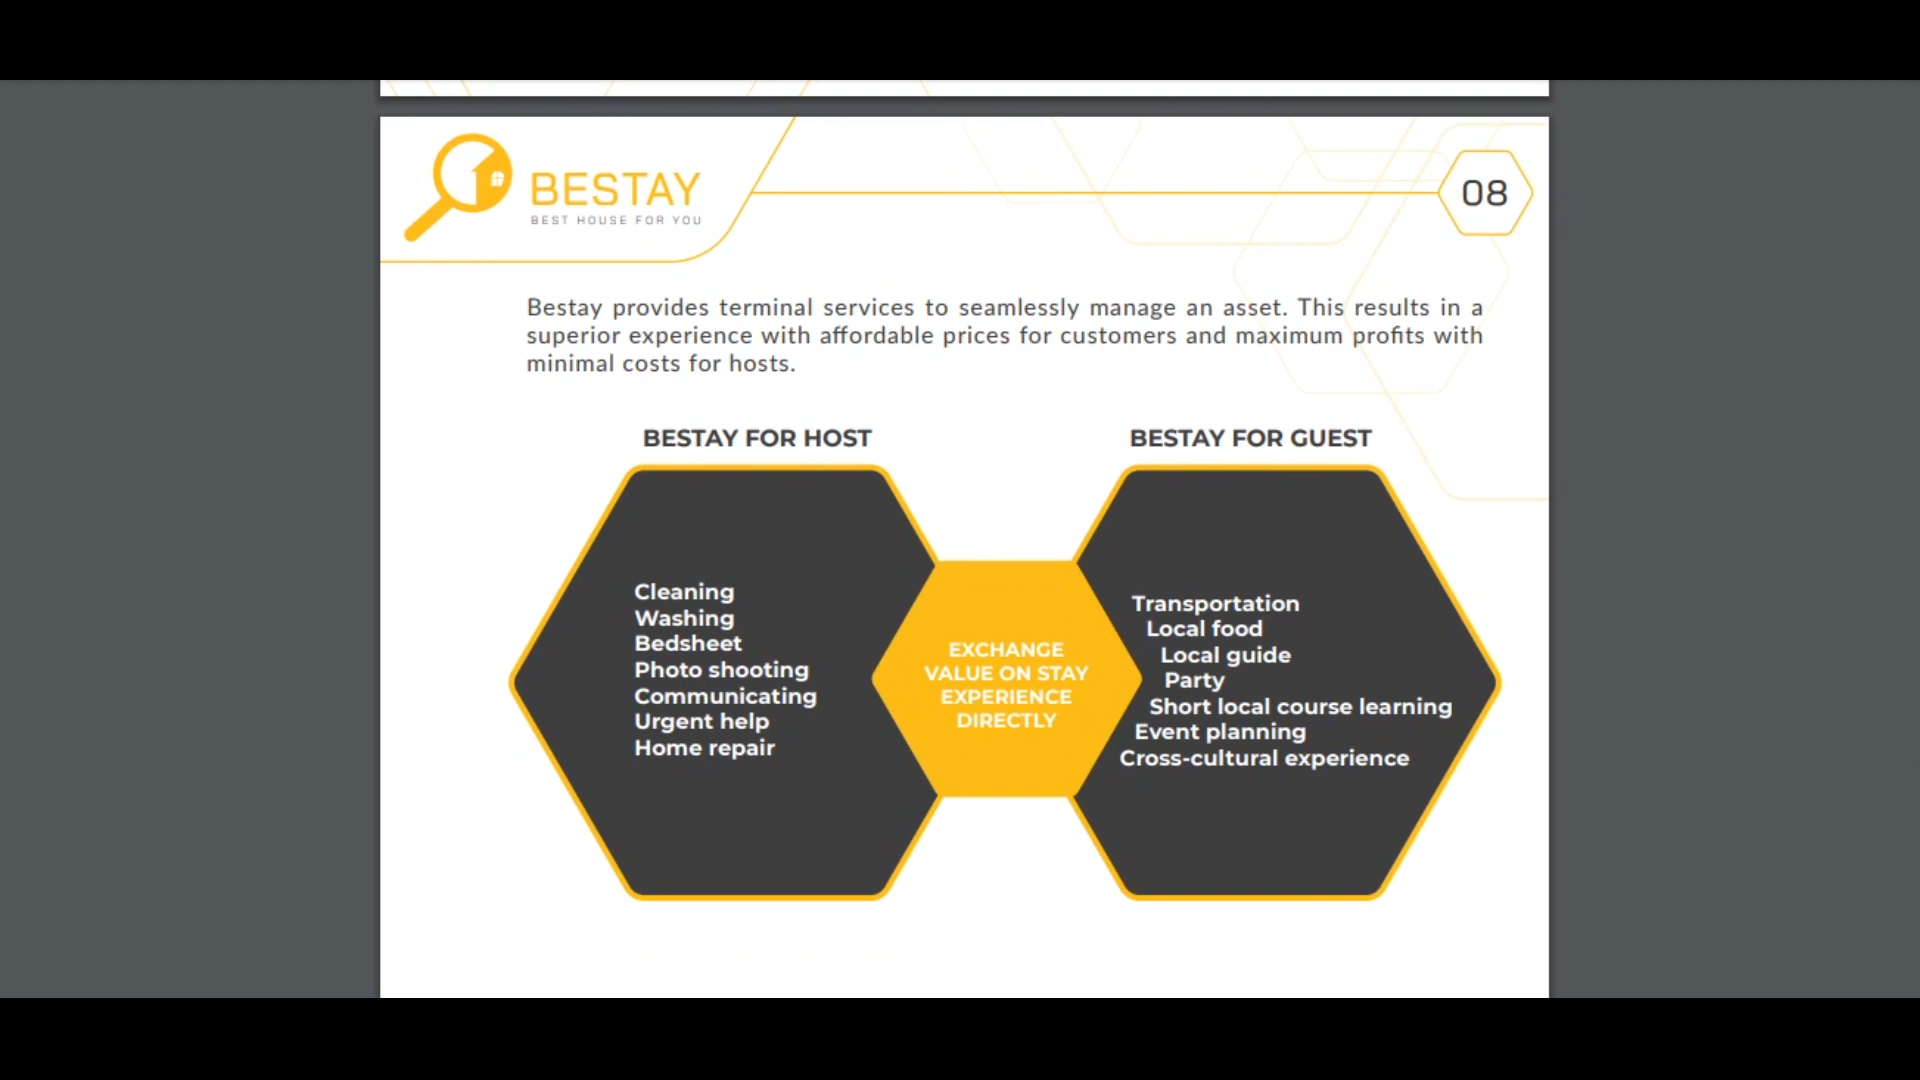 BESTAY
BEST HOUSE FOR YOU
08
Bestay provides terminal services to seamlessly manage an asset. This results in a
superior experience with affordable prices for customers and maximum profits with
minimal costs for hosts.
BESTAY FOR HOST
Cleaning
Washing
Bedsheet
Photo shooting
Communicating
Urgent help
Home repair
EXCHANGE
VALUE ON STAY
EXPERIENCE
DIRECTLY
BESTAY FOR GUEST
Transportation
Local food
Local guide
Party
Short local course learning
Event planning
Cross-cultural experience